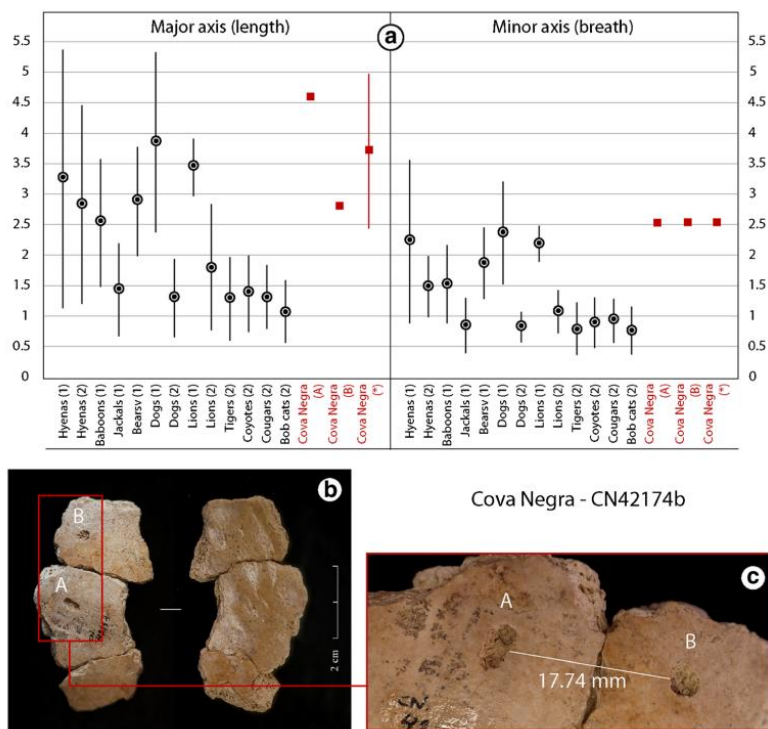 Major axis (length)
a
Minor axis (breath)
5.5
5
4.5
4
3.5
3
2.5
2
1.5
1
0.5
0
5.5
5
4.5
4
3.5
3
2.5
2
1.5
1
0.5
0
Hyenas (1)
Hyenas (2)
Baboons (1)
Jackals (1)
Bearsv (1)
Dogs (1)
Dogs (2)
Lions (1)
Lions (2)
Tigers (2)
Coyotes (2)
Cougars (2)
Bob cats (2)
Cova Negra
(A)
Cova Negra
(B)
Cova Negra
(*)
Hyenas (1)
Hyenas (2)
Baboons (1)
Jackals (1)
Bearsv (1)
Dogs (1)
Dogs (2)
Lions (1)
Lions (2)
Tigers (2)
Coyotes (2)
Cougars (2)
Bob cats (2)
Cova Negra
(A)
Cova Negra
(B)
Cova Negra
(*)
b
B
A
2 cm
Cova Negra - CN42174b
c
A
B
17.74 mm